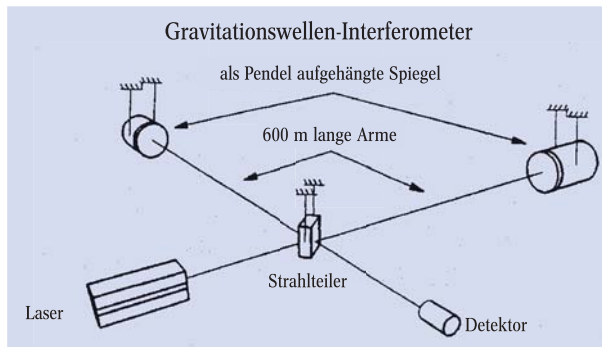 Gravitationswellen-Interferometer
als Pendel aufgehängte Spiegel
600 m lange Arme
Strahlteiler
Laser
Detektor